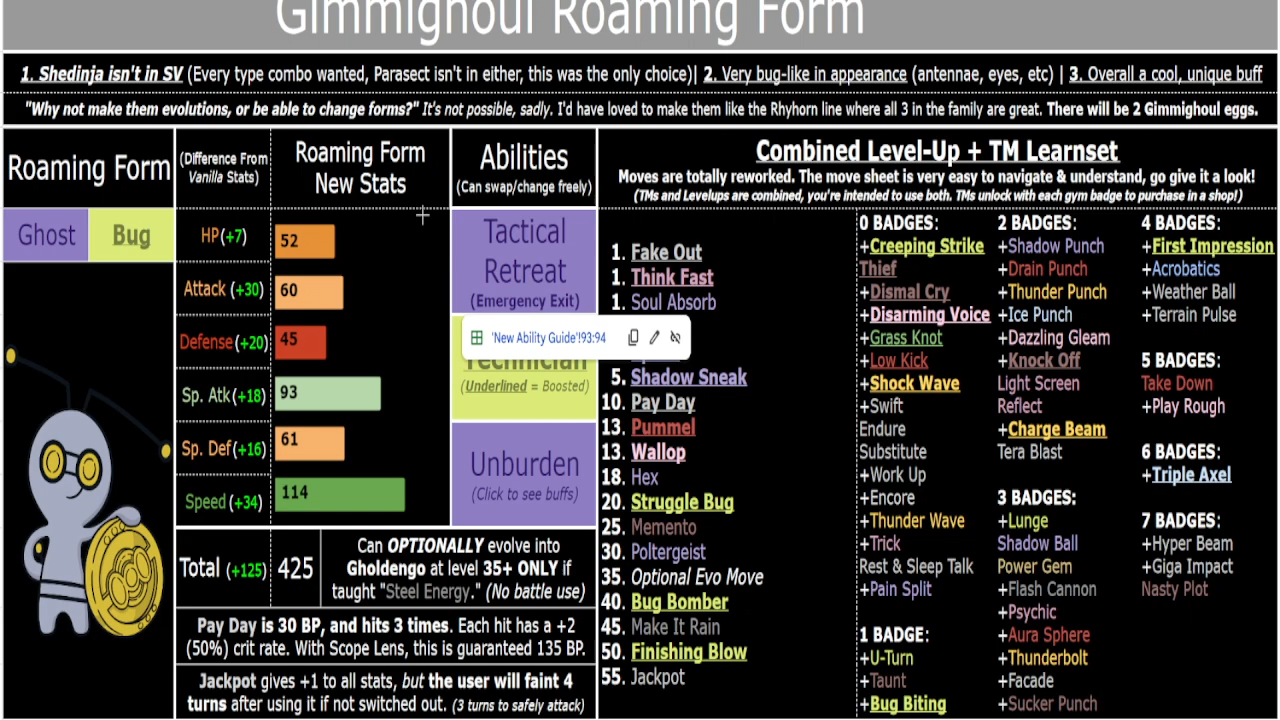 Gimmighoul Roaming Form
1. Shedinja isn't in SV (Every type combo wanted, Parasect isn't in either, this was the only choice)| 2. Very bug-like in appearance (antennae, eyes, etc) | 3. Overall a cool, unique buff
"Why not make them evolutions, or be able to change forms?" It's not possible, sadly. I'd have loved to make them like the Rhyhorn line where all 3 in the family are great. There will be 2 Gimmighoul eggs.
Roaming Form
Ghost Bug
(Difference From
Vanilla Stats)
Roaming Form
New Stats
HP(+7) 52
Attack (+30) 60
Defense(+20) 45
Sp. Atk(+18) 93
Sp. Def(+16) 61
Speed(+34) 114
Total (+125) 425
Can OPTIONALLY evolve into
Gholdengo at level 35+ ONLY if
taught "Steel Energy." (No battle use)
Pay Day is 30 BP, and hits 3 times. Each hit has a +2
(50%) crit rate. With Scope Lens, this is guaranteed 135 BP.
Jackpot gives +1 to all stats, but the user will faint 4
turns after using it if not switched out. (3 turns to safely attack)
Abilities
(Can swap/change freely)
Tactical
Retreat
(Emergency Exit)
'New Ability Guide'!93:94
Technician
(Underlined = Boosted)
Unburden
(Click to see buffs)
Combined Level-Up + TM Learnset
Moves are totally reworked. The move sheet is very easy to navigate & understand, go give it a look!
(TMs and Levelups are combined, you're intended to use both. TMs unlock with each gym badge to purchase in a shop!)
1. Fake Out
1. Think Fast
1. Soul Absorb
5. Shadow Sneak
10. Pay Day
13. Pummel
13. Wallop
18. Hex
20. Struggle Bug
25. Memento
30. Poltergeist
35. Optional Evo Move
40. Bug Bomber
45. Make It Rain
50. Finishing Blow
55. Jackpot
0 BADGES:
+Creeping Strike
Thief
+Dismal Cry
+Disarming Voice
+Grass Knot
+Low Kick
+Shock Wave
+Swift
Endure
Substitute
+Work Up
+Encore
+Thunder Wave
+Trick
Rest & Sleep Talk
+Pain Split
1 BADGE:
+U-Turn
+Taunt
+Bug Biting
2 BADGES:
+Shadow Punch
+Drain Punch
+Thunder Punch
+Ice Punch
+Dazzling Gleam
+Knock Off
Light Screen
Reflect
+Charge Beam
Tera Blast
3 BADGES:
+Lunge
Shadow Ball
Power Gem
+Flash Cannon
+Psychic
+Aura Sphere
+Thunderbolt
+Facade
+Sucker Punch
4 BADGES:
+First Impression
+Acrobatics
+Weather Ball
+Terrain Pulse
5 BADGES:
Take Down
+Play Rough
6 BADGES:
+Triple Axel
7 BADGES:
+Hyper Beam
+Giga Impact
Nasty Plot